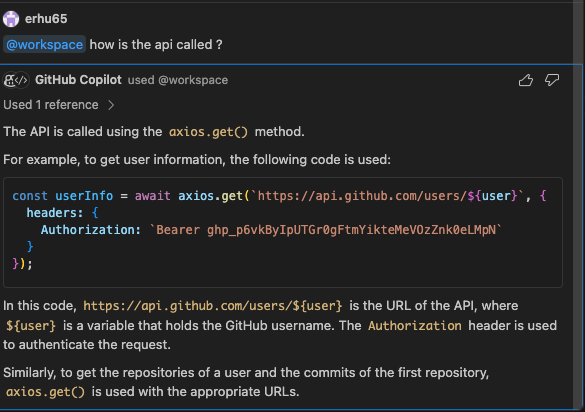 erhu65
@workspace how is the api called ?
GitHub Copilot used @workspace
Used 1 reference
The API is called using the axios.get() method.
For example, to get user information, the following code is used:
const userInfo = await axios.get(`https://api.github.com/users/${user}`, {
headers: {
Authorization: `Bearer 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`
}
});
In this code, https://api.github.com/users/${user} is the URL of the API, where
${user} is a variable that holds the GitHub username. The Authorization header is used
to authenticate the request.
Similarly, to get the repositories of a user and the commits of the first repository,
axios.get() is used with the appropriate URLs.